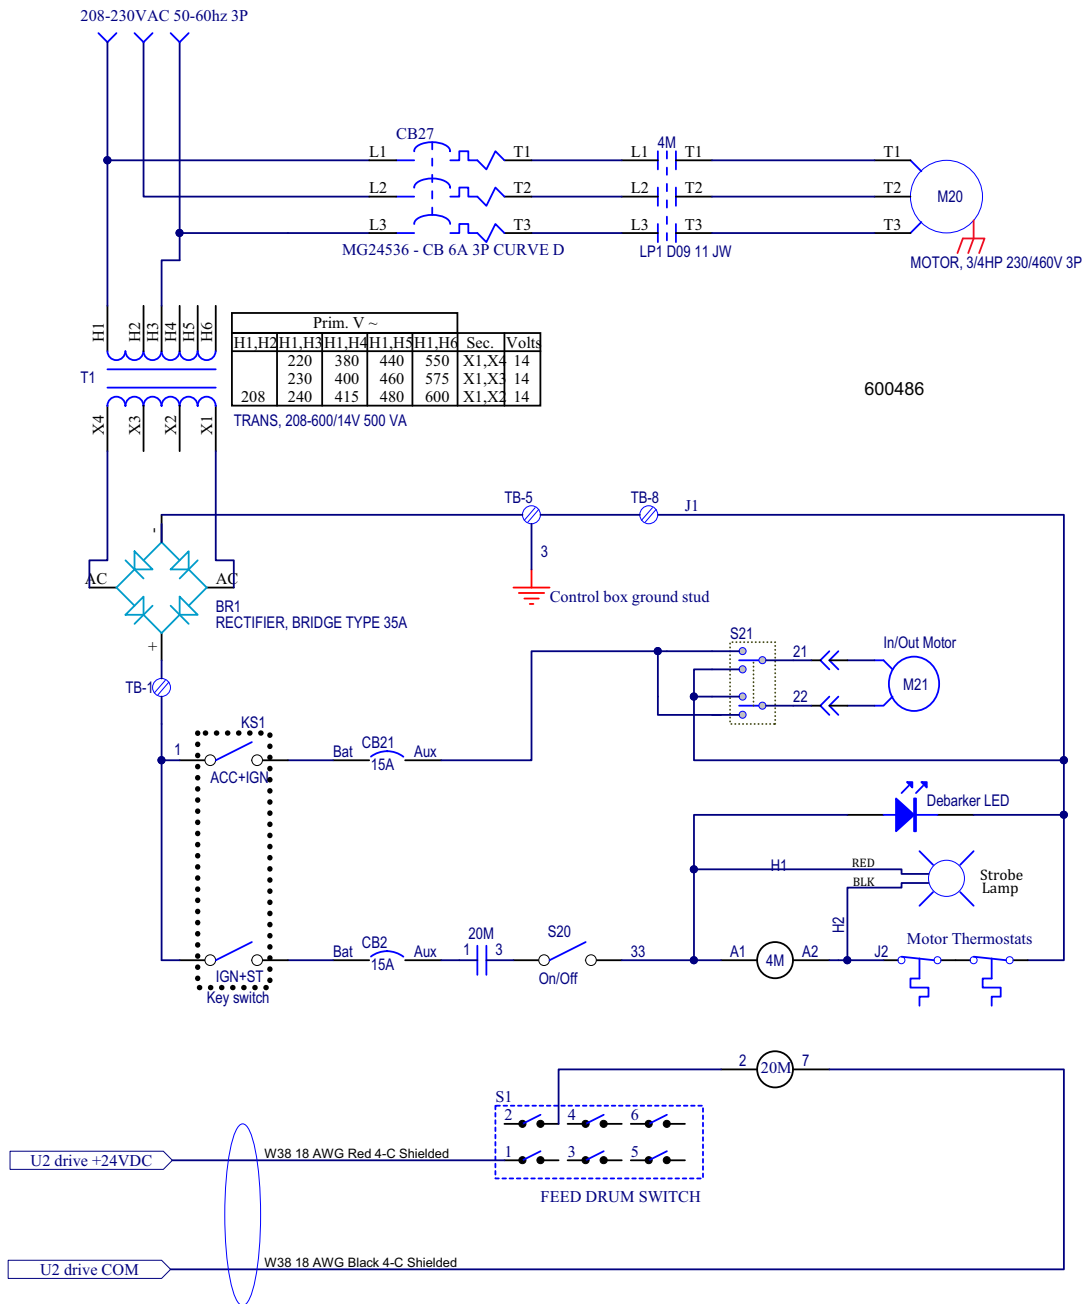 208-230VAC 50-60hz 3P
CB27
L1 T1 L1 4M T1 T1
L2 T2 L2 T2 T2 M20
L3 T3 L3 T3 T3
MG24536 - CB 6A 3P CURVE D
LP1 D09 11 JW
MOTOR, 3/4HP 230/460V 3P
H1 H2 H3 H4 H5 H6
Prim. V ~
H1,H2 H1,H3 H1,H4 H1,H5 H1,H6 Sec. Volts
220 380 440 550 X1,X4 14
230 400 460 575 X1,X3 14
208 240 415 480 600 X1,X2 14
T1
600486
TRANS, 208-600/14V 500 VA
X4 X3 X2 X1
TB-5 TB-8 J1
-
3
AC AC
Control box ground stud
BR1
RECTIFIER, BRIDGE TYPE 35A
+
S21
21
In/Out Motor
M21
22
TB-1
KS1
1
Bat CB21 Aux
15A
ACC+IGN
Debarker LED
H1 RED
BLK
Strobe
Lamp
H2
20M
S20
Bat CB2 Aux 1 3 33 A1 4M A2 J2
Motor Thermostats
15A
On/Off
IGN+ST
Key switch
2 20M 7
S1
2 4 6
1 3 5
U2 drive +24VDC
W38 18 AWG Red 4-C Shielded
FEED DRUM SWITCH
U2 drive COM
W38 18 AWG Black 4-C Shielded